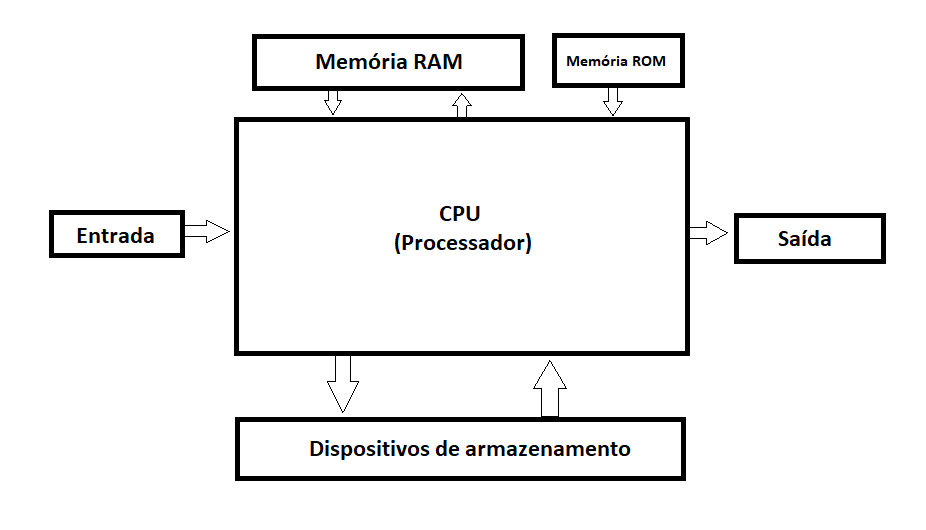 Memória RAM
Memória ROM
CPU
(Processador)
Entrada
Saída
Dispositivos de armazenamento